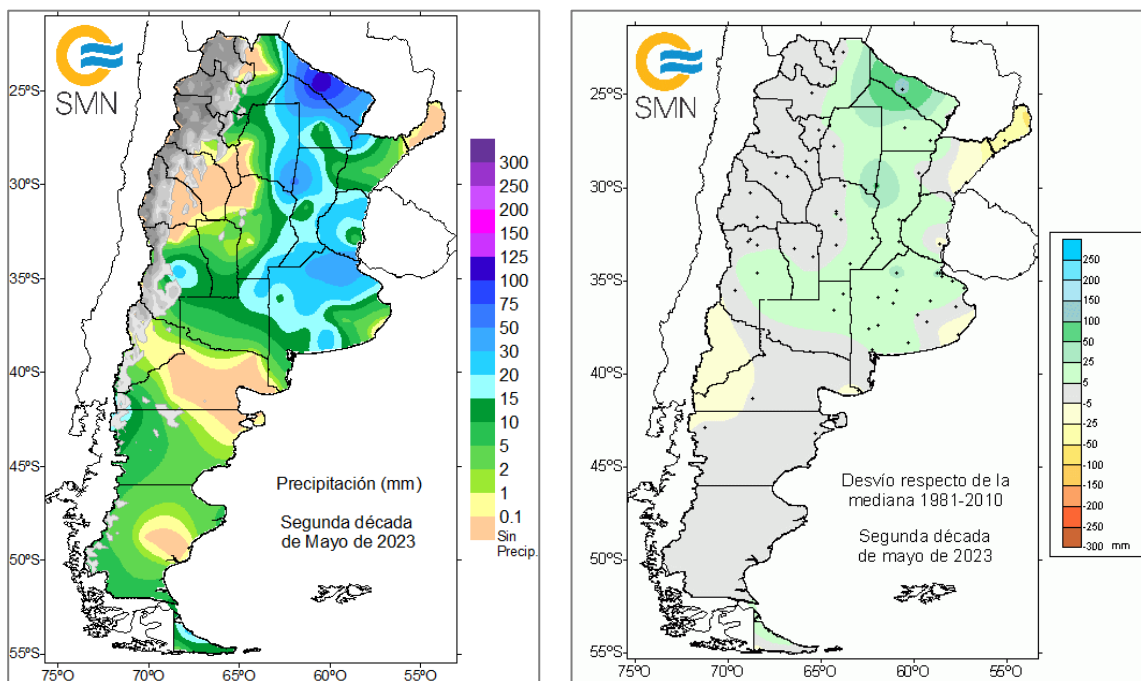 SMN
25ºS
30ºS
35ºS
40ºS
45ºS
50ºS
55ºS
75ºO
70ºO
65ºO
60ºO
55ºO
Precipitación (mm)
Segunda década
de Mayo de 2023
300
250
200
150
125
100
75
50
30
20
15
10
5
2
1
0.1
Sin
Precip.
SMN
25ºS
30ºS
35ºS
40ºS
45ºS
50ºS
55ºS
75ºO
70ºO
65ºO
60ºO
55ºO
Desvío respecto de la
mediana 1981-2010
Segunda década
de mayo de 2023
250
200
150
100
50
25
5
-5
-25
-50
-100
-150
-200
-250
-300 mm